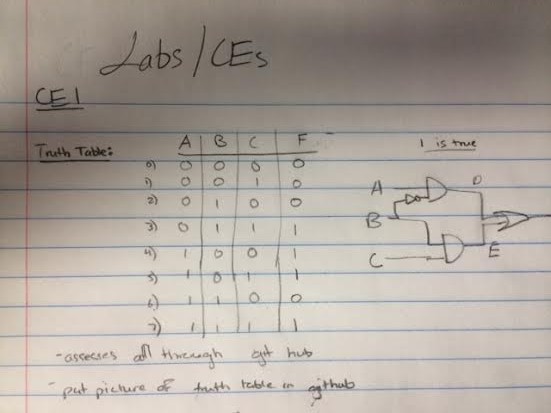 Labs/CEs
CE1
Truth Table: A B C F
0) 0 0 0 0
1) 0 0 1 0
2) 0 1 0 0
3) 0 1 1 1
4) 1 0 0 1
5) 1 0 1 1
6) 1 1 0 0
7) 1 1 1 1
1 is true
A D
B
C E
- assecses all through git hub
- put picture of truth table on github